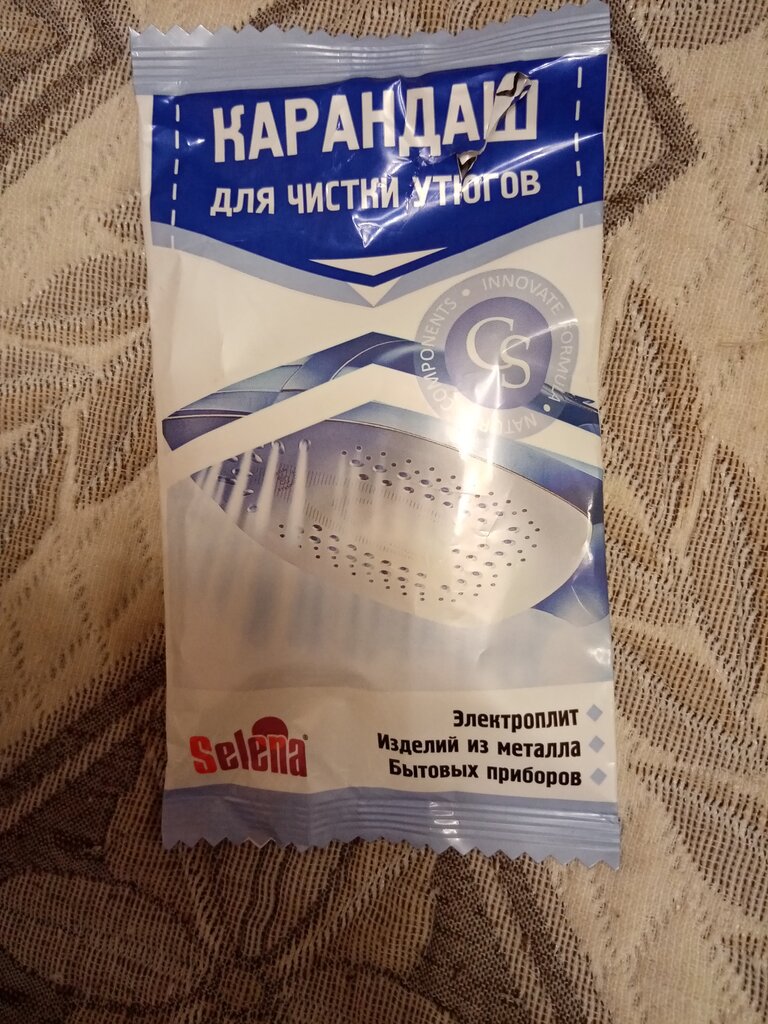 КАРАНДАШ
ДЛЯ ЧИСТКИ УТЮГОВ
INNOVATE FORMULA • NATURAL COMPONENTS •
CS
Электроплит
Изделий из металла
Бытовых приборов
Selena®